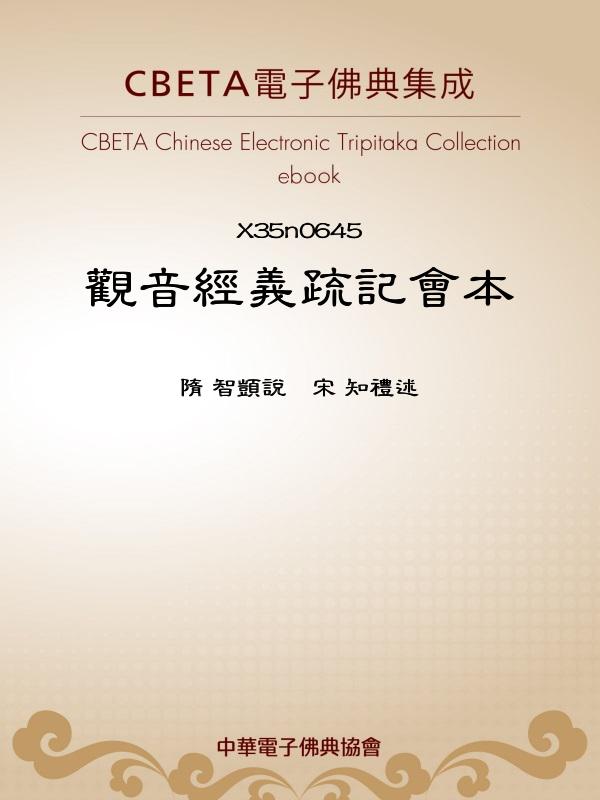 CBETA電子佛典集成
CBETA Chinese Electronic Tripitaka Collection
ebook
X35n0645
觀音經義疏記會本
隋 智顗說　宋 知禮述
中華電子佛典協會